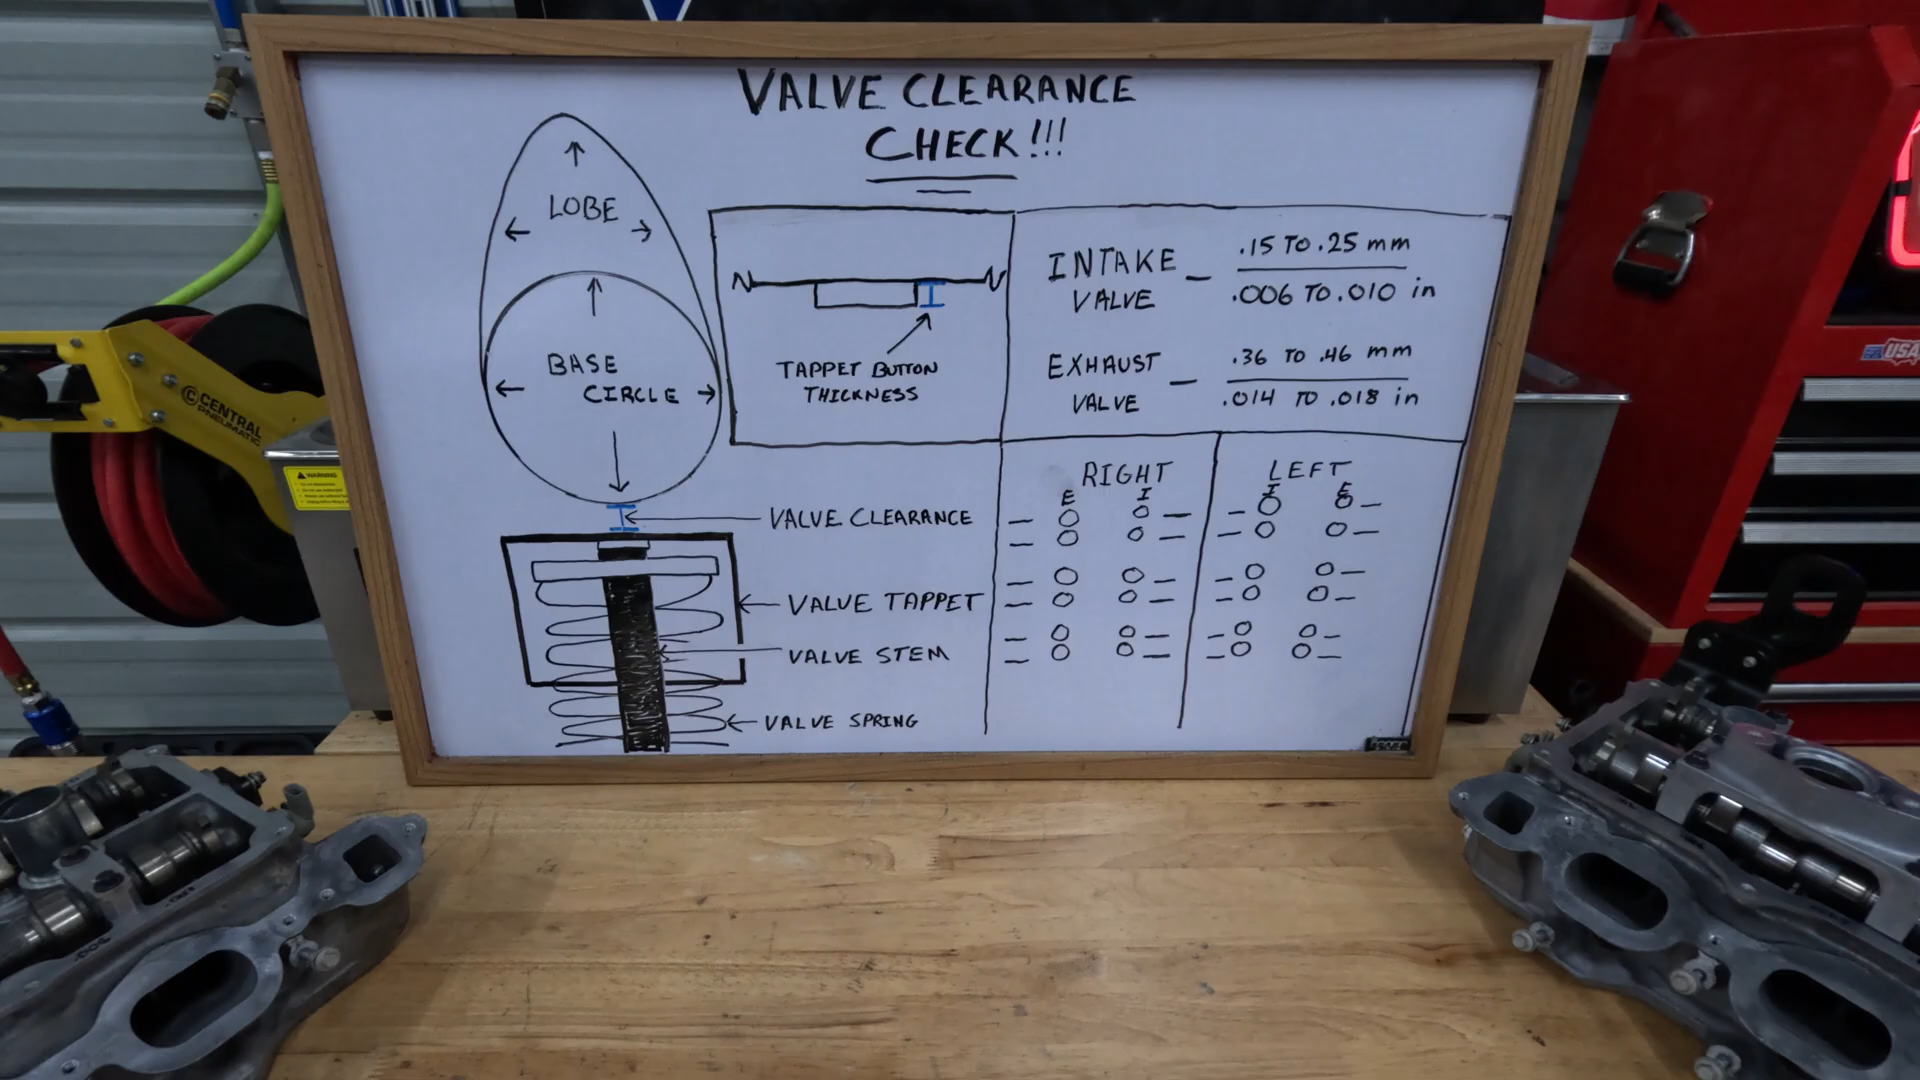 VALVE CLEARANCE
CHECK!!!
LOBE
BASE
CIRCLE
TAPPET BUTTON
THICKNESS
INTAKE
VALVE
-
.15 TO .25 mm
.006 TO .010 in
EXHAUST
VALVE
-
.36 TO .46 mm
.014 TO .018 in
RIGHT
E I
LEFT
I E
VALVE CLEARANCE
VALVE TAPPET
VALVE STEM
VALVE SPRING
© CENTRAL
PNEUMATIC
WARNING
USA